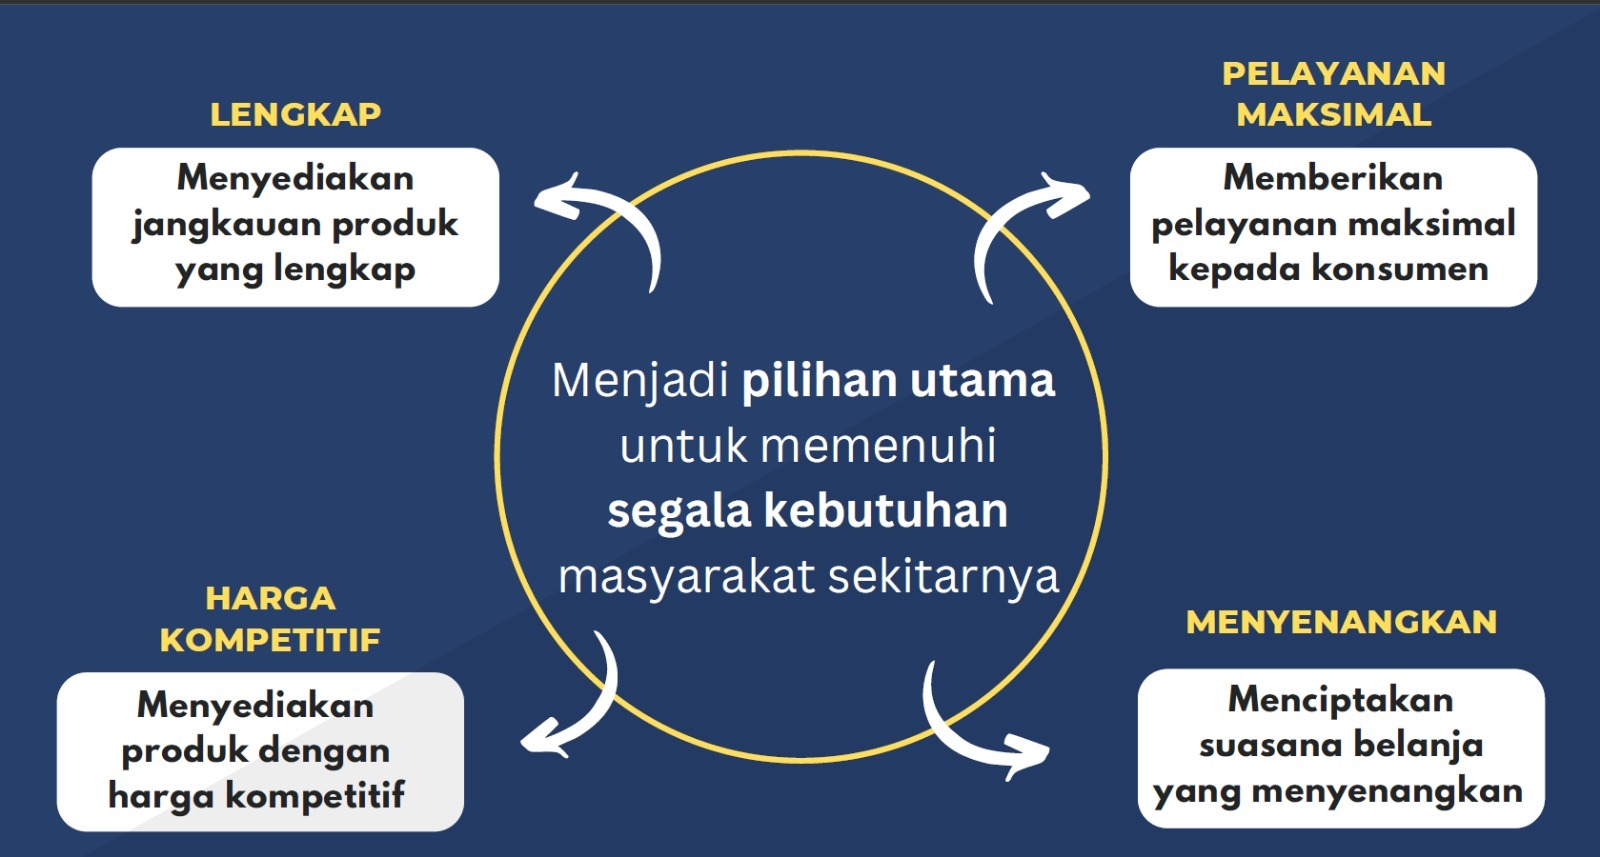 LENGKAP
Menyediakan
jangkauan produk
yang lengkap
PELAYANAN
MAKSIMAL
Memberikan
pelayanan maksimal
kepada konsumen
Menjadi pilihan utama
untuk memenuhi
segala kebutuhan
masyarakat sekitarnya
HARGA
KOMPETITIF
Menyediakan
produk dengan
harga kompetitif
MENYENANGKAN
Menciptakan
suasana belanja
yang menyenangkan